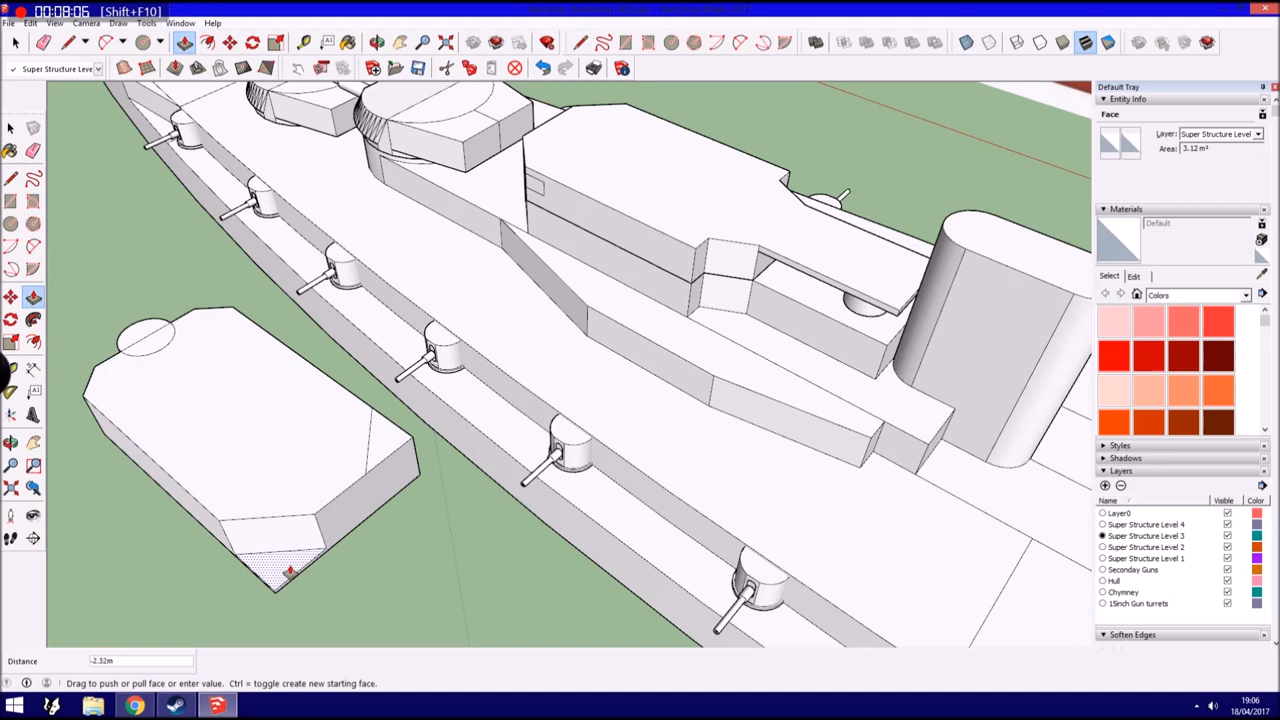 00:08:06 [Shift+F10]
File Edit View Camera Draw Tools Window Help
Super Structure Leve
Default Tray
Entity Info
Face
Layer: Super Structure Level
Area: 3.12 m²
Materials
Default
Select Edit
Colors
Styles
Shadows
Layers
Name Visible Color
Layer0
Super Structure Level 4
Super Structure Level 3
Super Structure Level 2
Super Structure Level 1
Seconday Guns
Hull
Chymney
15inch Gun turrets
Soften Edges
Distance -2.32m
Drag to push or pull face or enter value. Ctrl = toggle create new starting face.
19:06
18/04/2017